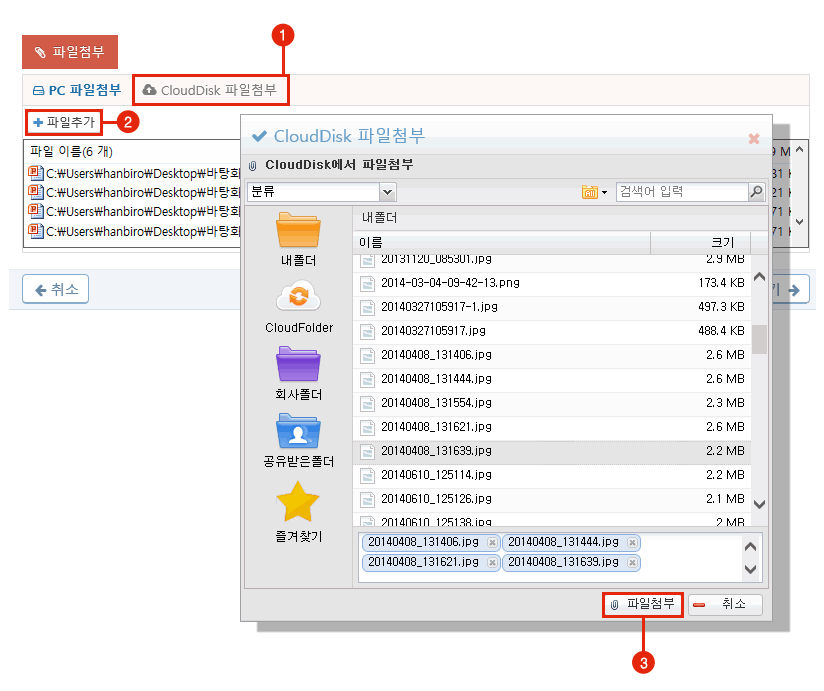 1
파일첨부
PC 파일첨부 CloudDisk 파일첨부
파일추가 2
CloudDisk 파일첨부
파일 이름(6 개)
C:₩Users₩hanbiro₩Desktop₩바탕화
C:₩Users₩hanbiro₩Desktop₩바탕화
C:₩Users₩hanbiro₩Desktop₩바탕화
C:₩Users₩hanbiro₩Desktop₩바탕화
취소
CloudDisk에서 파일첨부
분류 검색어 입력
내폴더
CloudFolder
회사폴더
공유받은폴더
즐겨찾기
내폴더
이름 크기
20131120_085301.jpg 2.9 MB
2014-03-04-09-42-13.png 173.4 KB
20140327105917-1.jpg 497.3 KB
20140327105917.jpg 488.4 KB
20140408_131406.jpg 2.6 MB
20140408_131444.jpg 2.6 MB
20140408_131554.jpg 2.3 MB
20140408_131621.jpg 2.6 MB
20140408_131639.jpg 2.2 MB
20140610_125114.jpg 2.2 MB
20140610_125126.jpg 2.1 MB
20140610_125138.jpg 2 MB
20140408_131406.jpg 20140408_131444.jpg
20140408_131621.jpg 20140408_131639.jpg
파일첨부 취소
3